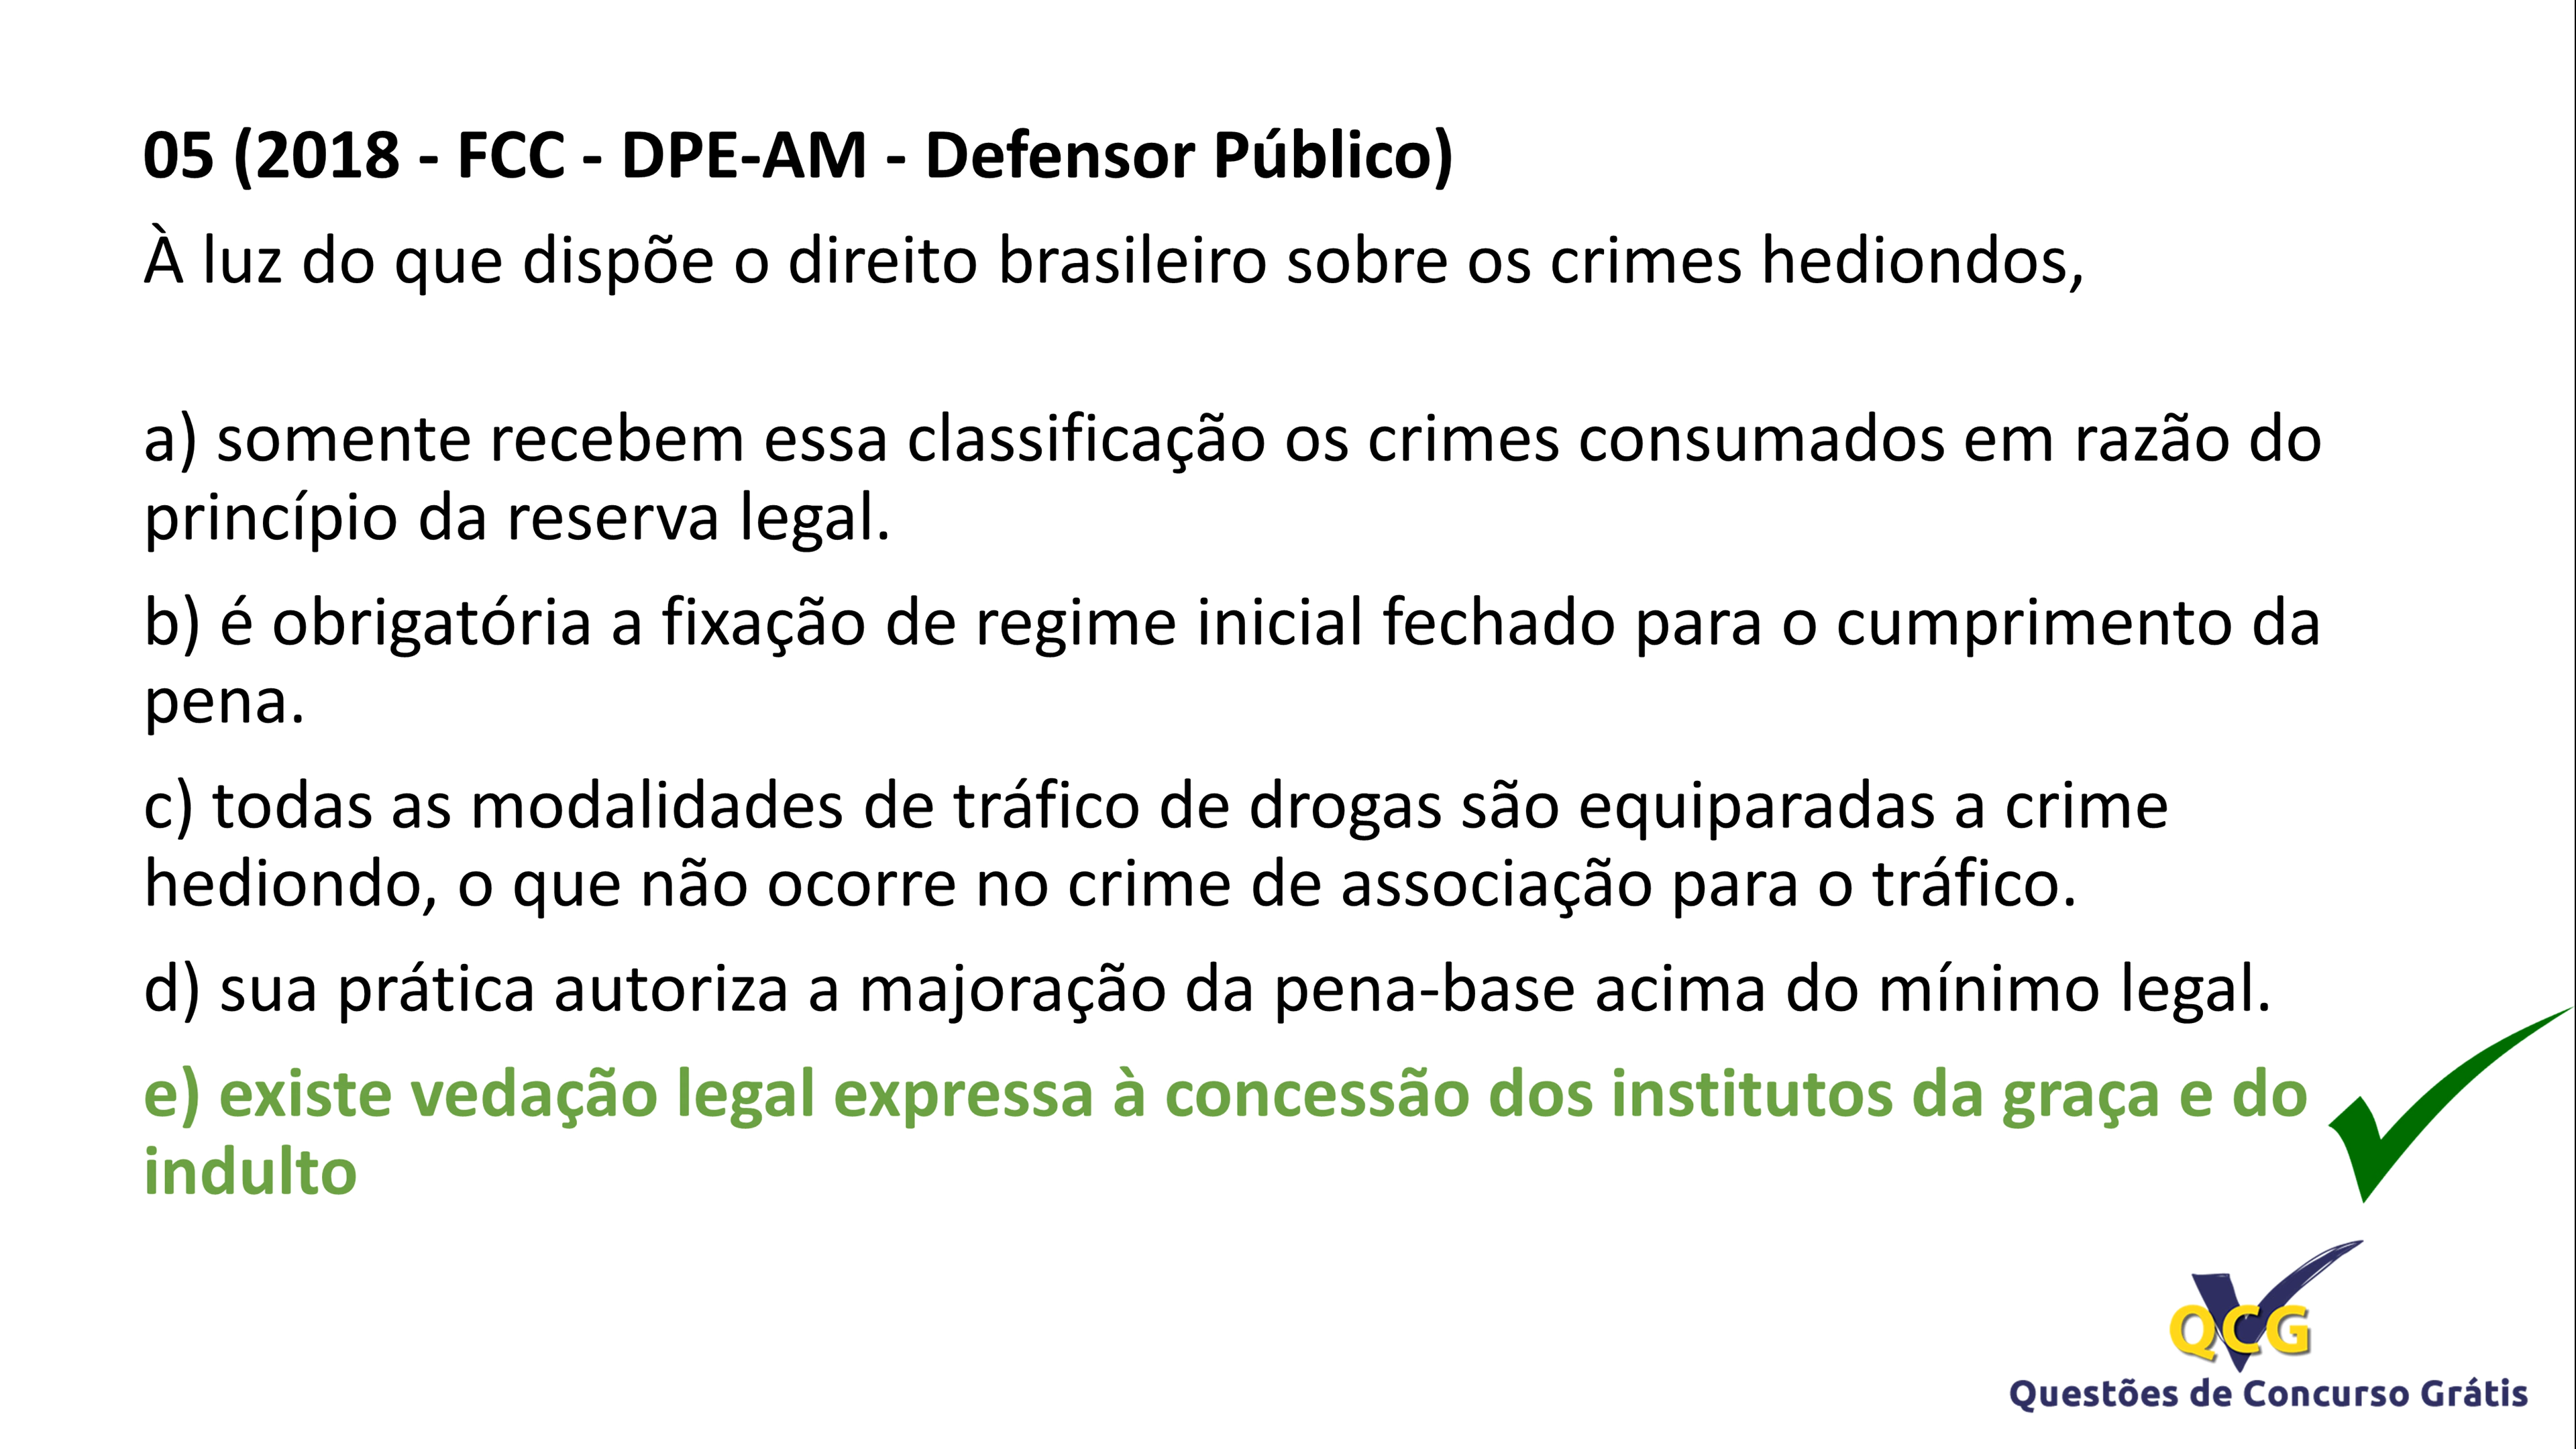 05 (2018 - FCC - DPE-AM - Defensor Público)
À luz do que dispõe o direito brasileiro sobre os crimes hediondos,
a) somente recebem essa classificação os crimes consumados em razão do
princípio da reserva legal.
b) é obrigatória a fixação de regime inicial fechado para o cumprimento da
pena.
c) todas as modalidades de tráfico de drogas são equiparadas a crime
hediondo, o que não ocorre no crime de associação para o tráfico.
d) sua prática autoriza a majoração da pena-base acima do mínimo legal.
e) existe vedação legal expressa à concessão dos institutos da graça e do
indulto
QCG
Questões de Concurso Grátis